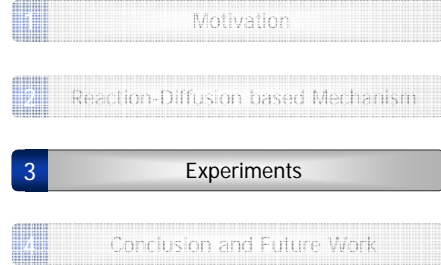 1 Motivation
2 Reaction-Diffusion based Mechanism
3 Experiments
4 Conclusion and Future Work